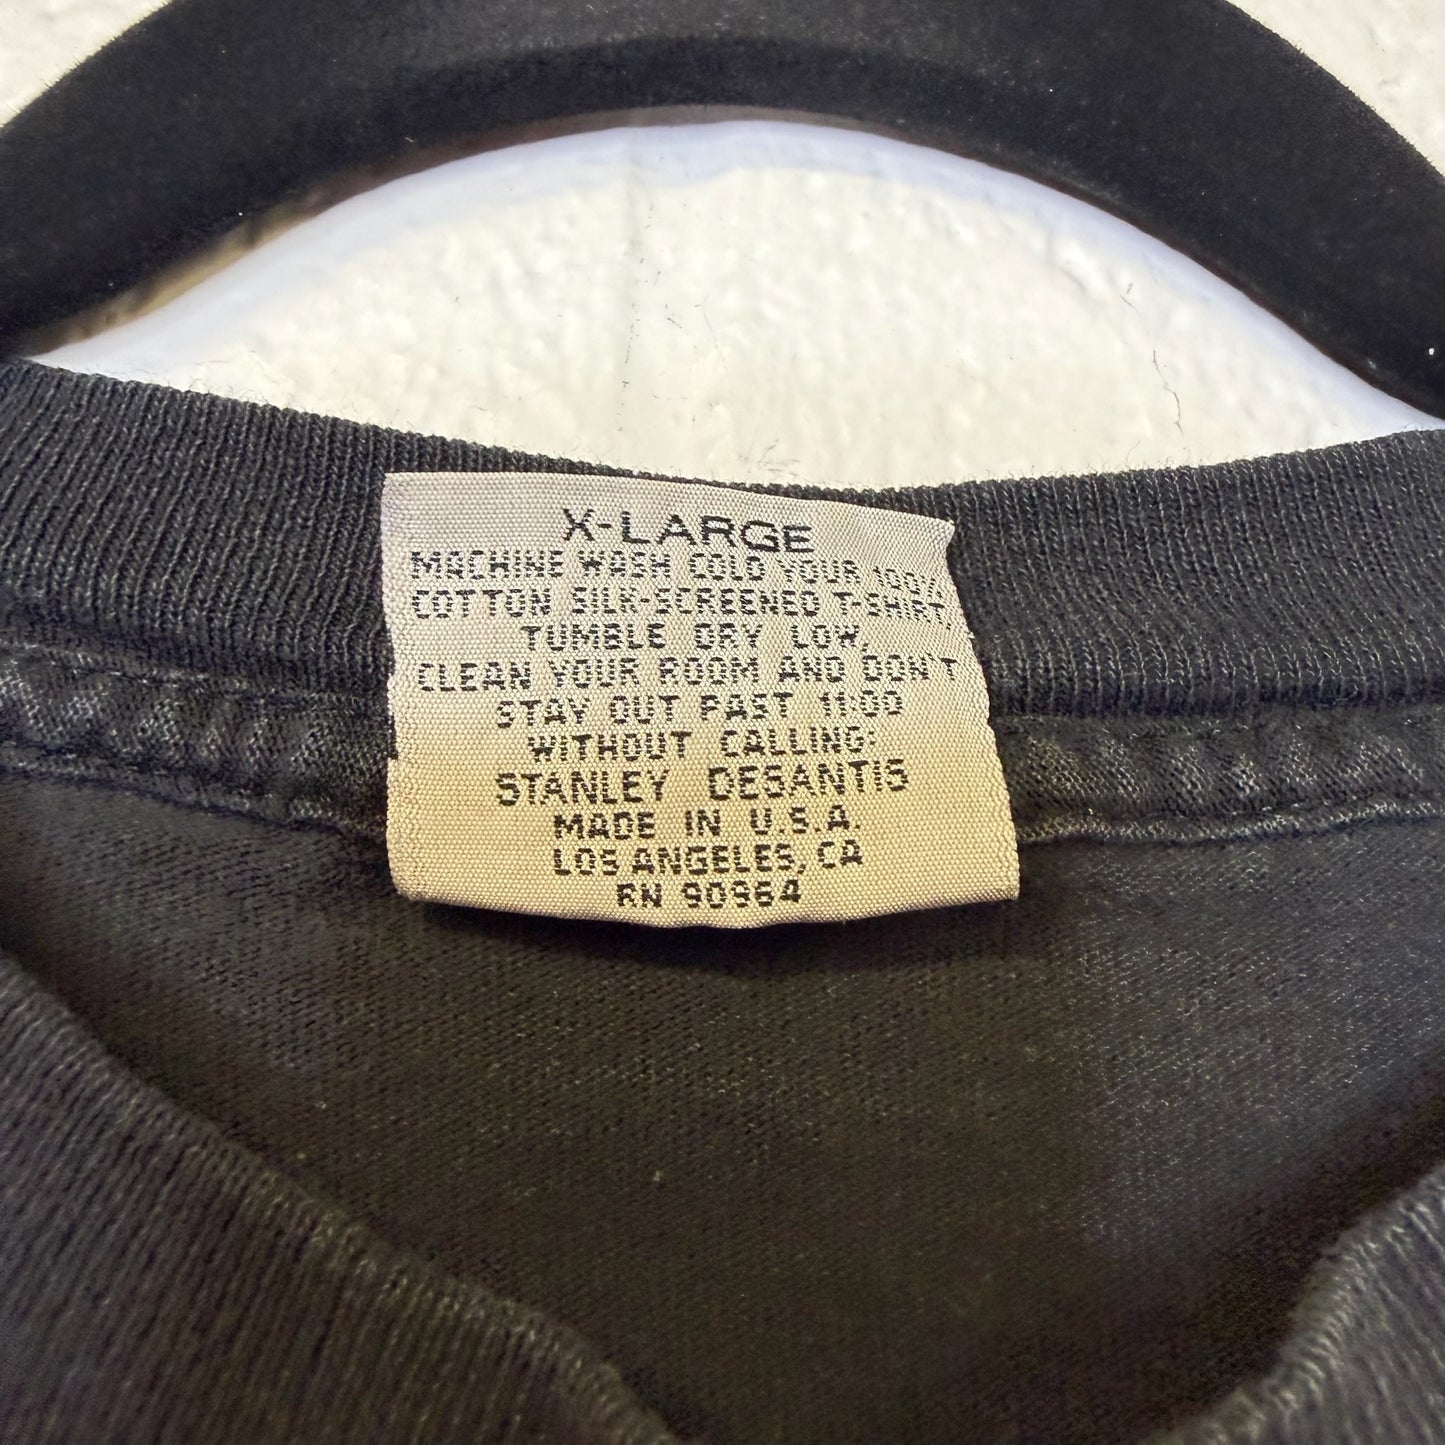 X-LARGE
MACHINE WASH COLD YOUR 100%
COTTON SILK-SCREENED T-SHIRT,
TUMBLE DRY LOW,
CLEAN YOUR ROOM AND DON'T
STAY OUT PAST 11:00
WITHOUT CALLING:
STANLEY DESANTIS
MADE IN U.S.A.
LOS ANGELES, CA
RN 90964